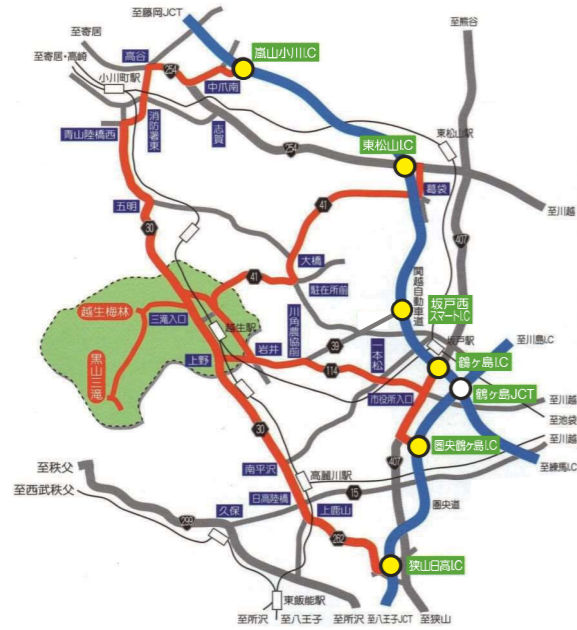 至藤岡JCT
至寄居
至寄居・高崎
高谷
嵐山小川I.C
至熊谷
小川町駅
254
中爪南
消防署東
志賀
東松山駅
青山陸橋西
254
東松山I.C
葛袋
五明
41
至川越
30
407
大橋
関越自動車道
41
駐在所前
越生梅林
三滝入口
越生駅
川角農協前
坂戸西
スマートI.C
坂戸駅
至川島I.C
39
黒山三滝
上野
岩井
一本松
鶴ヶ島I.C
114
市役所入口
鶴ヶ島JCT
至川越
30
至池袋
圏央鶴ヶ島I.C
至川越
407
至練馬I.C
至秩父
南平沢
高麗川駅
至西武秩父
日高陸橋
15
圏央道
久保
上鹿山
299
262
狭山日高I.C
東飯能駅
至所沢
至八王子
至所沢
至八王子JCT
至狭山